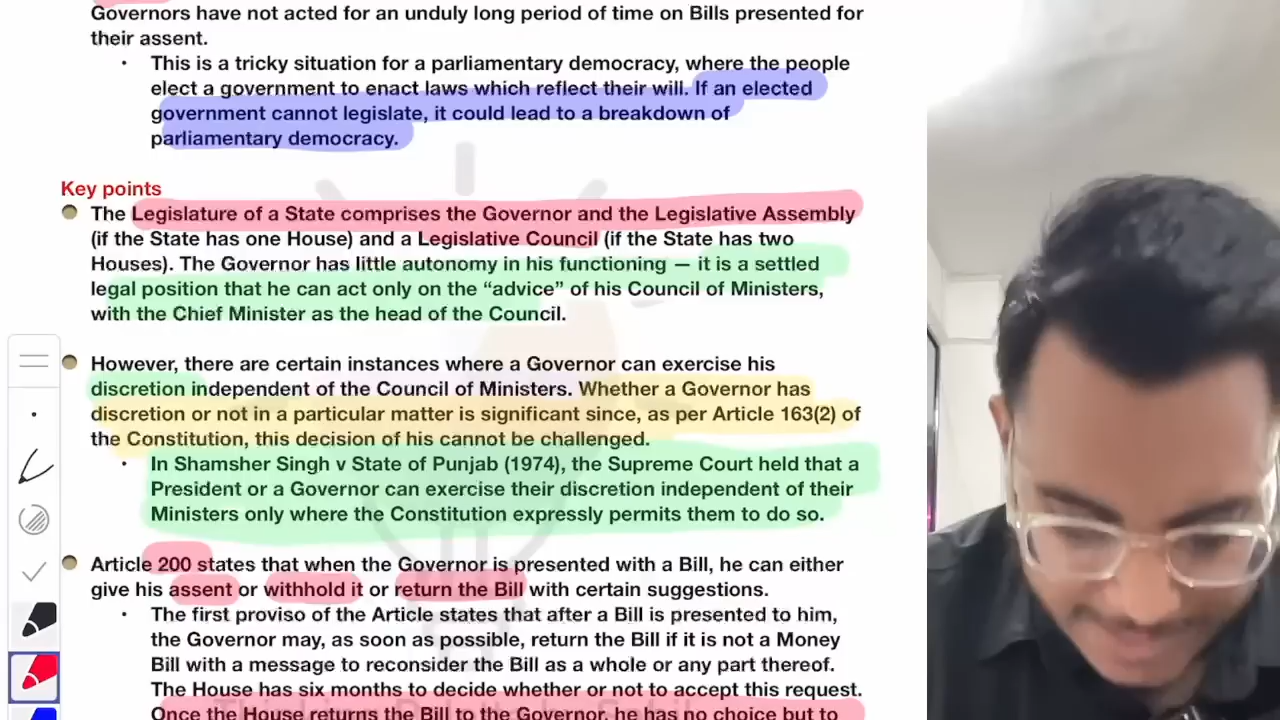 Governors have not acted for an unduly long period of time on Bills presented for
their assent.
• This is a tricky situation for a parliamentary democracy, where the people
elect a government to enact laws which reflect their will. If an elected
government cannot legislate, it could lead to a breakdown of
parliamentary democracy.
Key points
The Legislature of a State comprises the Governor and the Legislative Assembly
(if the State has one House) and a Legislative Council (if the State has two
Houses). The Governor has little autonomy in his functioning — it is a settled
legal position that he can act only on the “advice” of his Council of Ministers,
with the Chief Minister as the head of the Council.
However, there are certain instances where a Governor can exercise his
discretion independent of the Council of Ministers. Whether a Governor has
discretion or not in a particular matter is significant since, as per Article 163(2) of
the Constitution, this decision of his cannot be challenged.
• In Shamsher Singh v State of Punjab (1974), the Supreme Court held that a
President or a Governor can exercise their discretion independent of their
Ministers only where the Constitution expressly permits them to do so.
Article 200 states that when the Governor is presented with a Bill, he can either
give his assent or withhold it or return the Bill with certain suggestions.
• The first proviso of the Article states that after a Bill is presented to him,
the Governor may, as soon as possible, return the Bill if it is not a Money
Bill with a message to reconsider the Bill as a whole or any part thereof.
The House has six months to decide whether or not to accept this request.
Once the House returns the Bill to the Governor, he has no choice but to